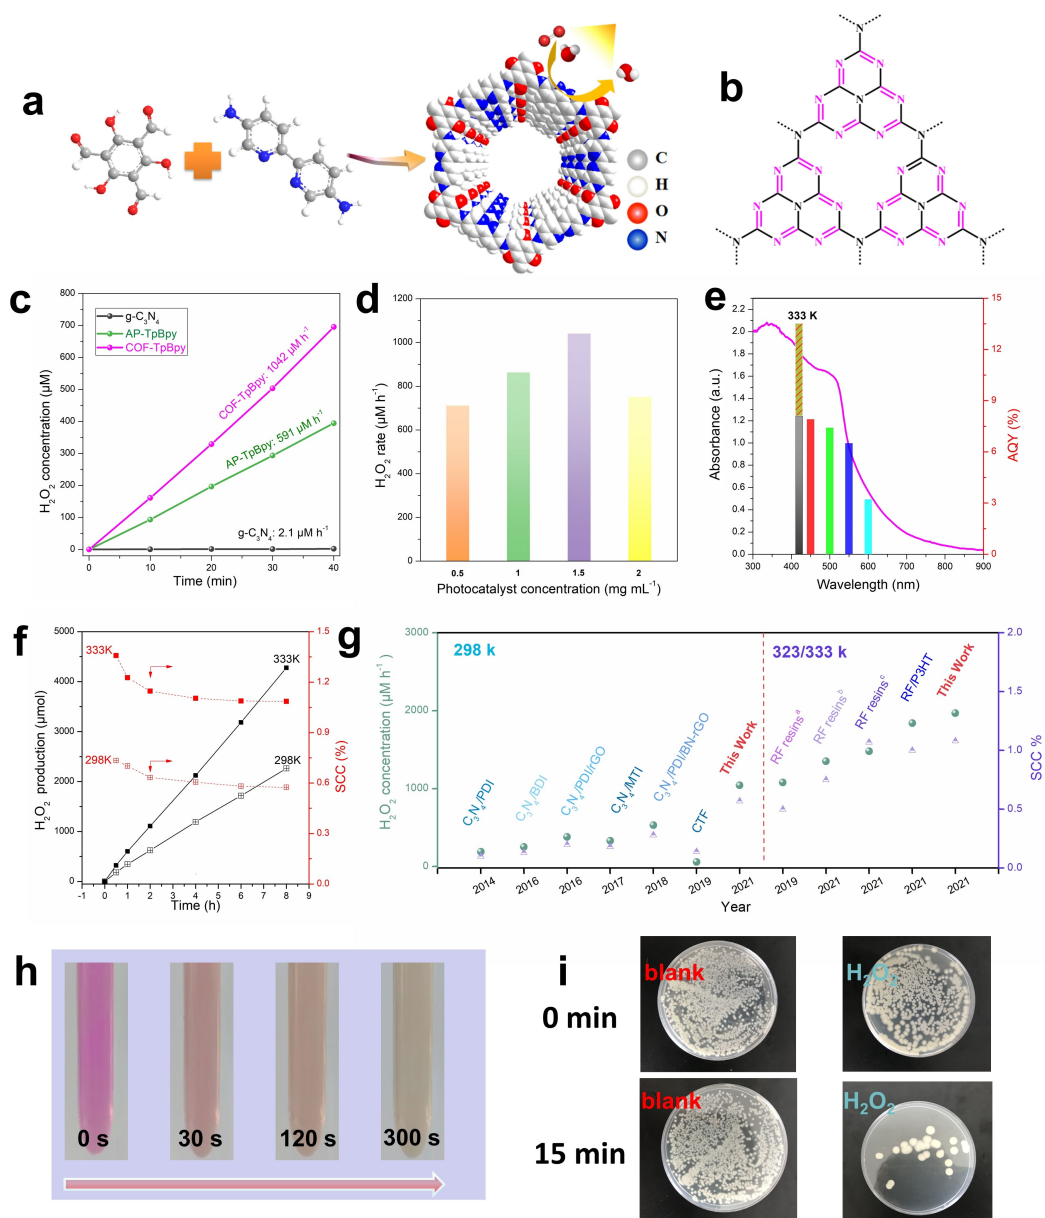 a
C
H
O
N
b
N
N N
N N N
N N N
N N
N N N N
N N N N
N N N N N N
N N N N N N
N N N N
c
g-C3N4
AP-TpBpy
COF-TpBpy
COF-TpBpy: 1042 μM h-1
AP-TpBpy: 591 μM h-1
g-C3N4: 2.1 μM h-1
H2O2 concentration (μM)
800
700
600
500
400
300
200
100
0
0 10 20 30 40
Time (min)
d
H2O2 rate (μM h-1)
1200
1000
800
600
400
200
0
0.5 1 1.5 2
Photocatalyst concentration (mg mL-1)
e
333 K
Absorbance (a.u.)
2.2
2.0
1.8
1.6
1.4
1.2
1.0
0.8
0.6
0.4
0.2
0.0
15
12
9
6
3
0
AQY (%)
300 400 500 600 700 800 900
Wavelength (nm)
f
333K
333K
298K
298K
H2O2 production (μmol)
5000
4000
3000
2000
1000
0
1.5
1.2
0.9
0.6
0.3
0.0
SCC (%)
-1 0 1 2 3 4 5 6 7 8 9
Time (h)
g
298 k
323/333 k
H2O2 concentration (μM h-1)
3000
2000
1000
0
C3N4/PDI
C3N4/BDI
C3N4/PDI/rGO
C3N4/MTI
C3N4/PDI/BN-rGO
CTF
This Work
RF resins a
RF resins b
RF resins c
RF/P3HT
This Work
2.0
1.5
1.0
0.5
0.0
SCC %
2014 2016 2016 2017 2018 2019 2021 2019 2021 2021 2021 2021
Year
h
0 s 30 s 120 s 300 s
i
blank H2O2
0 min
blank H2O2
15 min